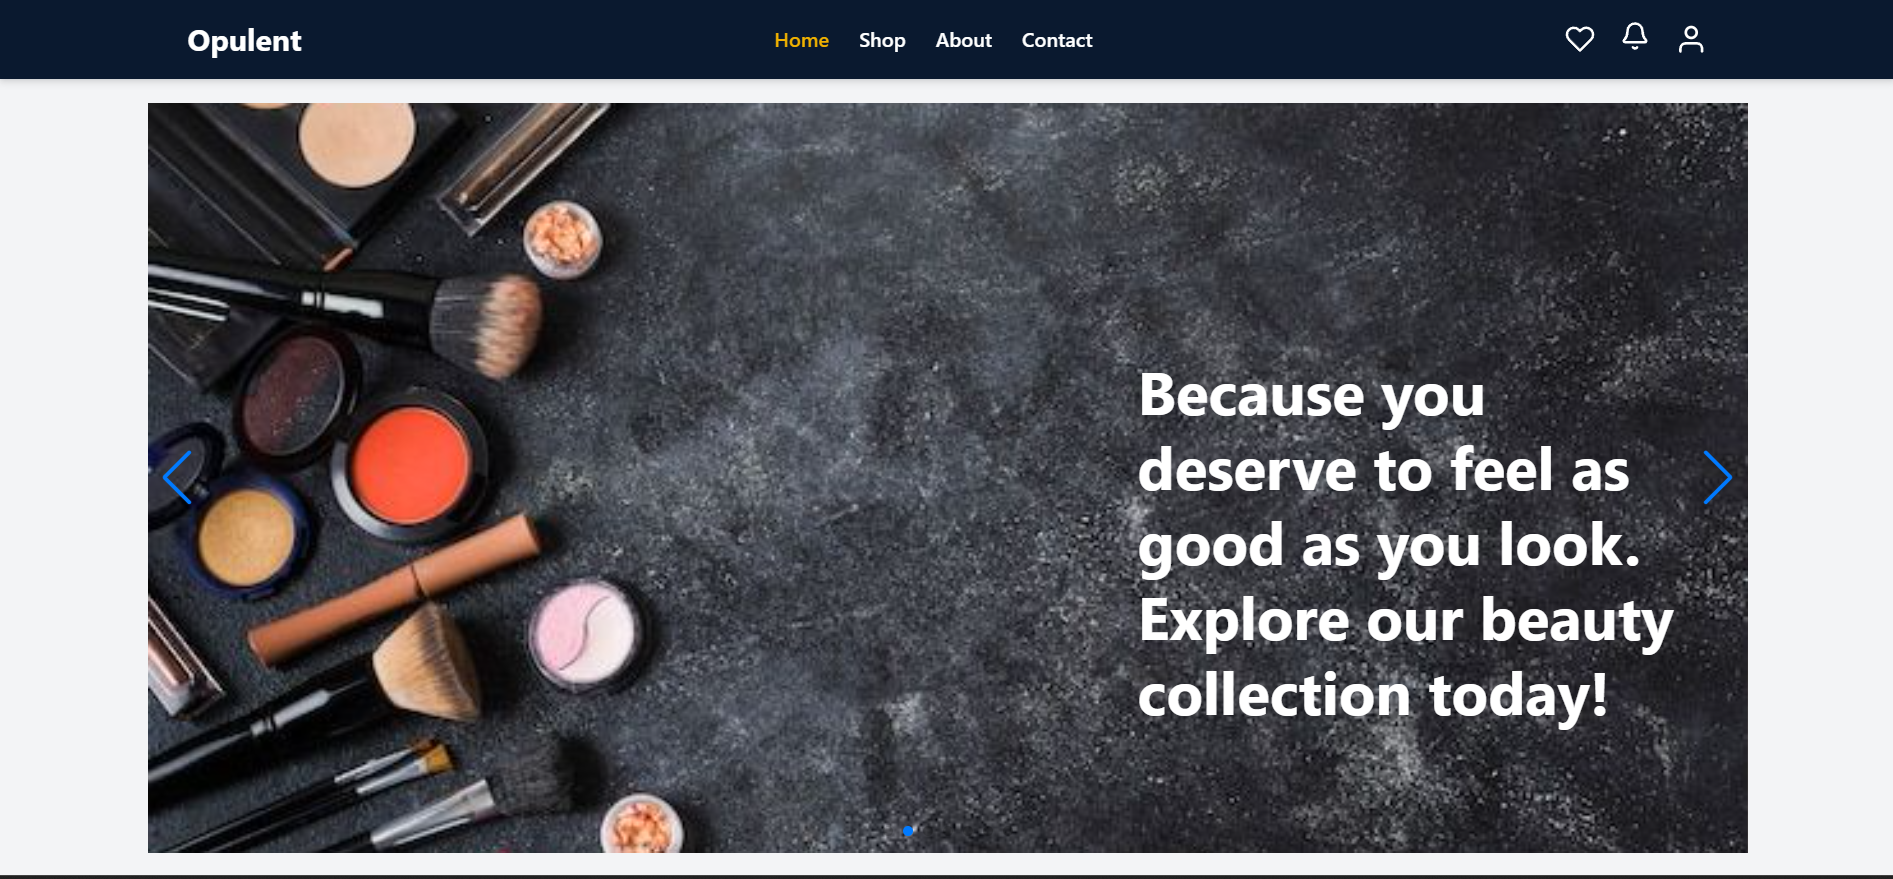 Opulent
Home
Shop
About
Contact
Because you
deserve to feel as
good as you look.
Explore our beauty
collection today!